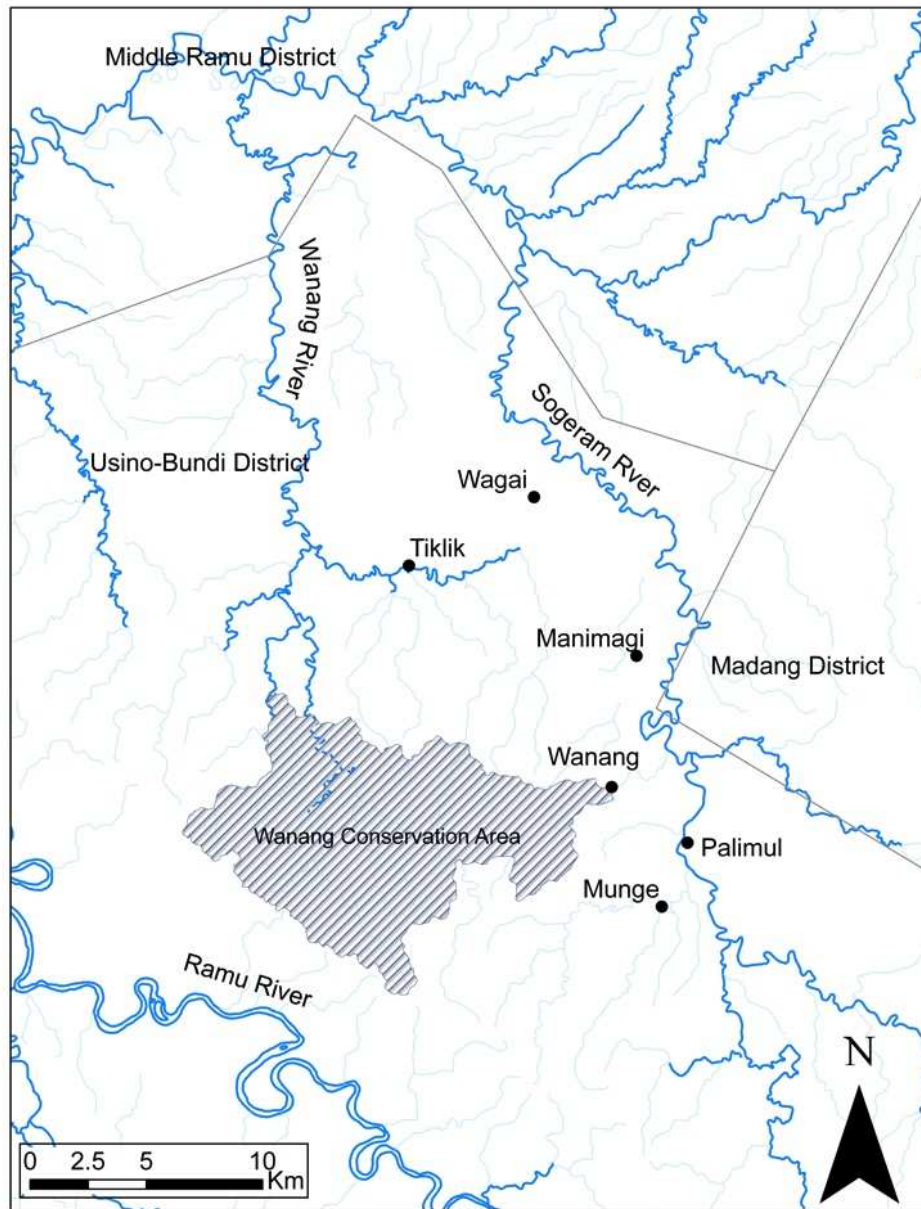 Middle Ramu District
Wanang River
Sogeram Rver
Usino-Bundi District
Wagai
Tiklik
Manimagi
Madang District
Wanang
Wanang Conservation Area
Palimul
Munge
Ramu River
N
0 2.5 5 10
Km